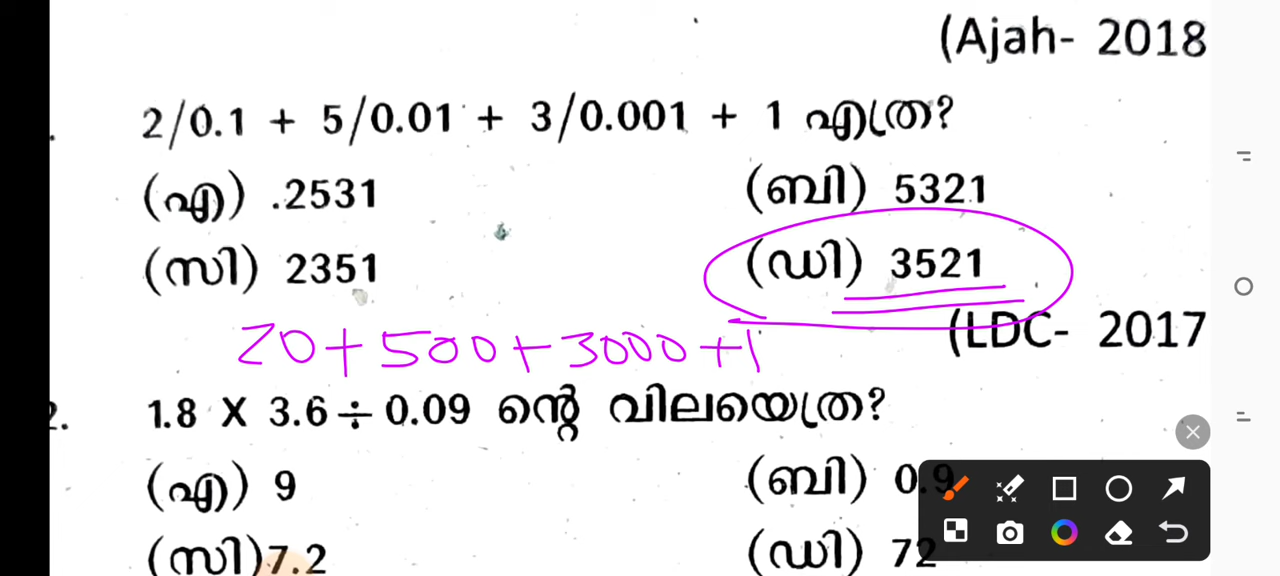 (Ajah- 2018
2/0.1 + 5/0.01 + 3/0.001 + 1 എത്ര?
(എ) .2531 (ബി) 5321
(സി) 2351 (ഡി) 3521
20+500+3000+1 (LDC- 2017
2. 1.8 X 3.6 ÷ 0.09 ന്റെ വിലയെത്ര?
(എ) 9 (ബി) 0.9
(സി) 7.2 (ഡി) 72